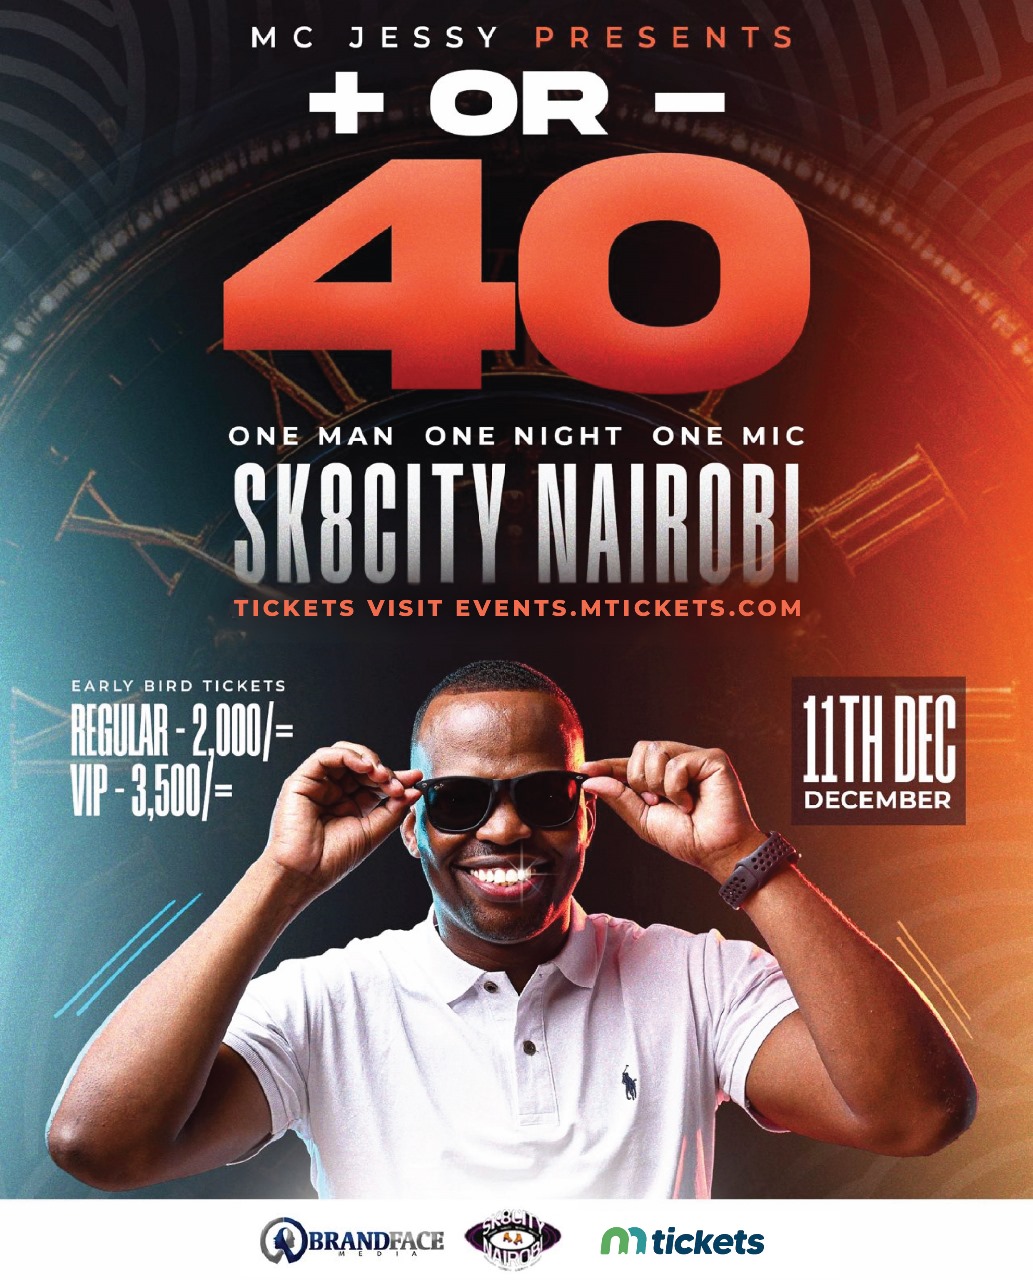 MC JESSY PRESENTS
+ OR -
40
ONE MAN ONE NIGHT ONE MIC
SK8CITY NAIROBI
TICKETS VISIT EVENTS.MTICKETS.COM
EARLY BIRD TICKETS
REGULAR - 2,000/=
VIP - 3,500/=
11TH DEC
DECEMBER
BRANDFACE
MEDIA
SK8CITY
NAIROBI
mtickets